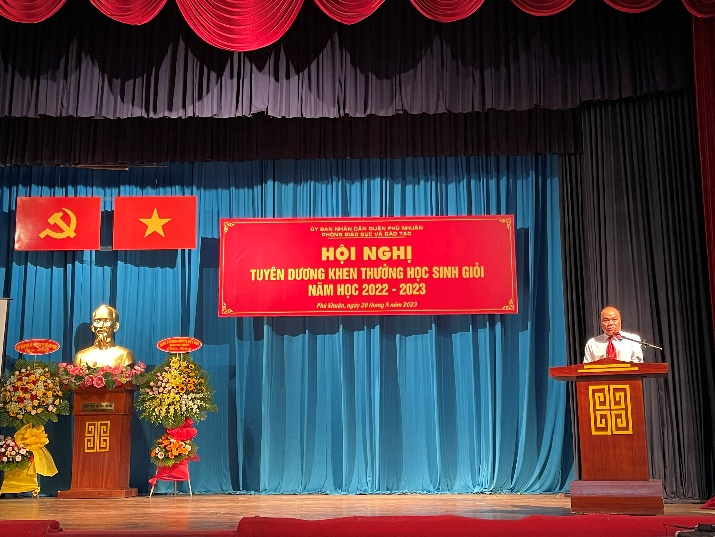 ỦY BAN NHÂN DÂN QUẬN PHÚ NHUẬN
PHÒNG GIÁO DỤC VÀ ĐÀO TẠO
HỘI NGHỊ
TUYÊN DƯƠNG KHEN THƯỞNG HỌC SINH GIỎI
NĂM HỌC 2022 - 2023
Phú Nhuận, ngày 26 tháng 5 năm 2023